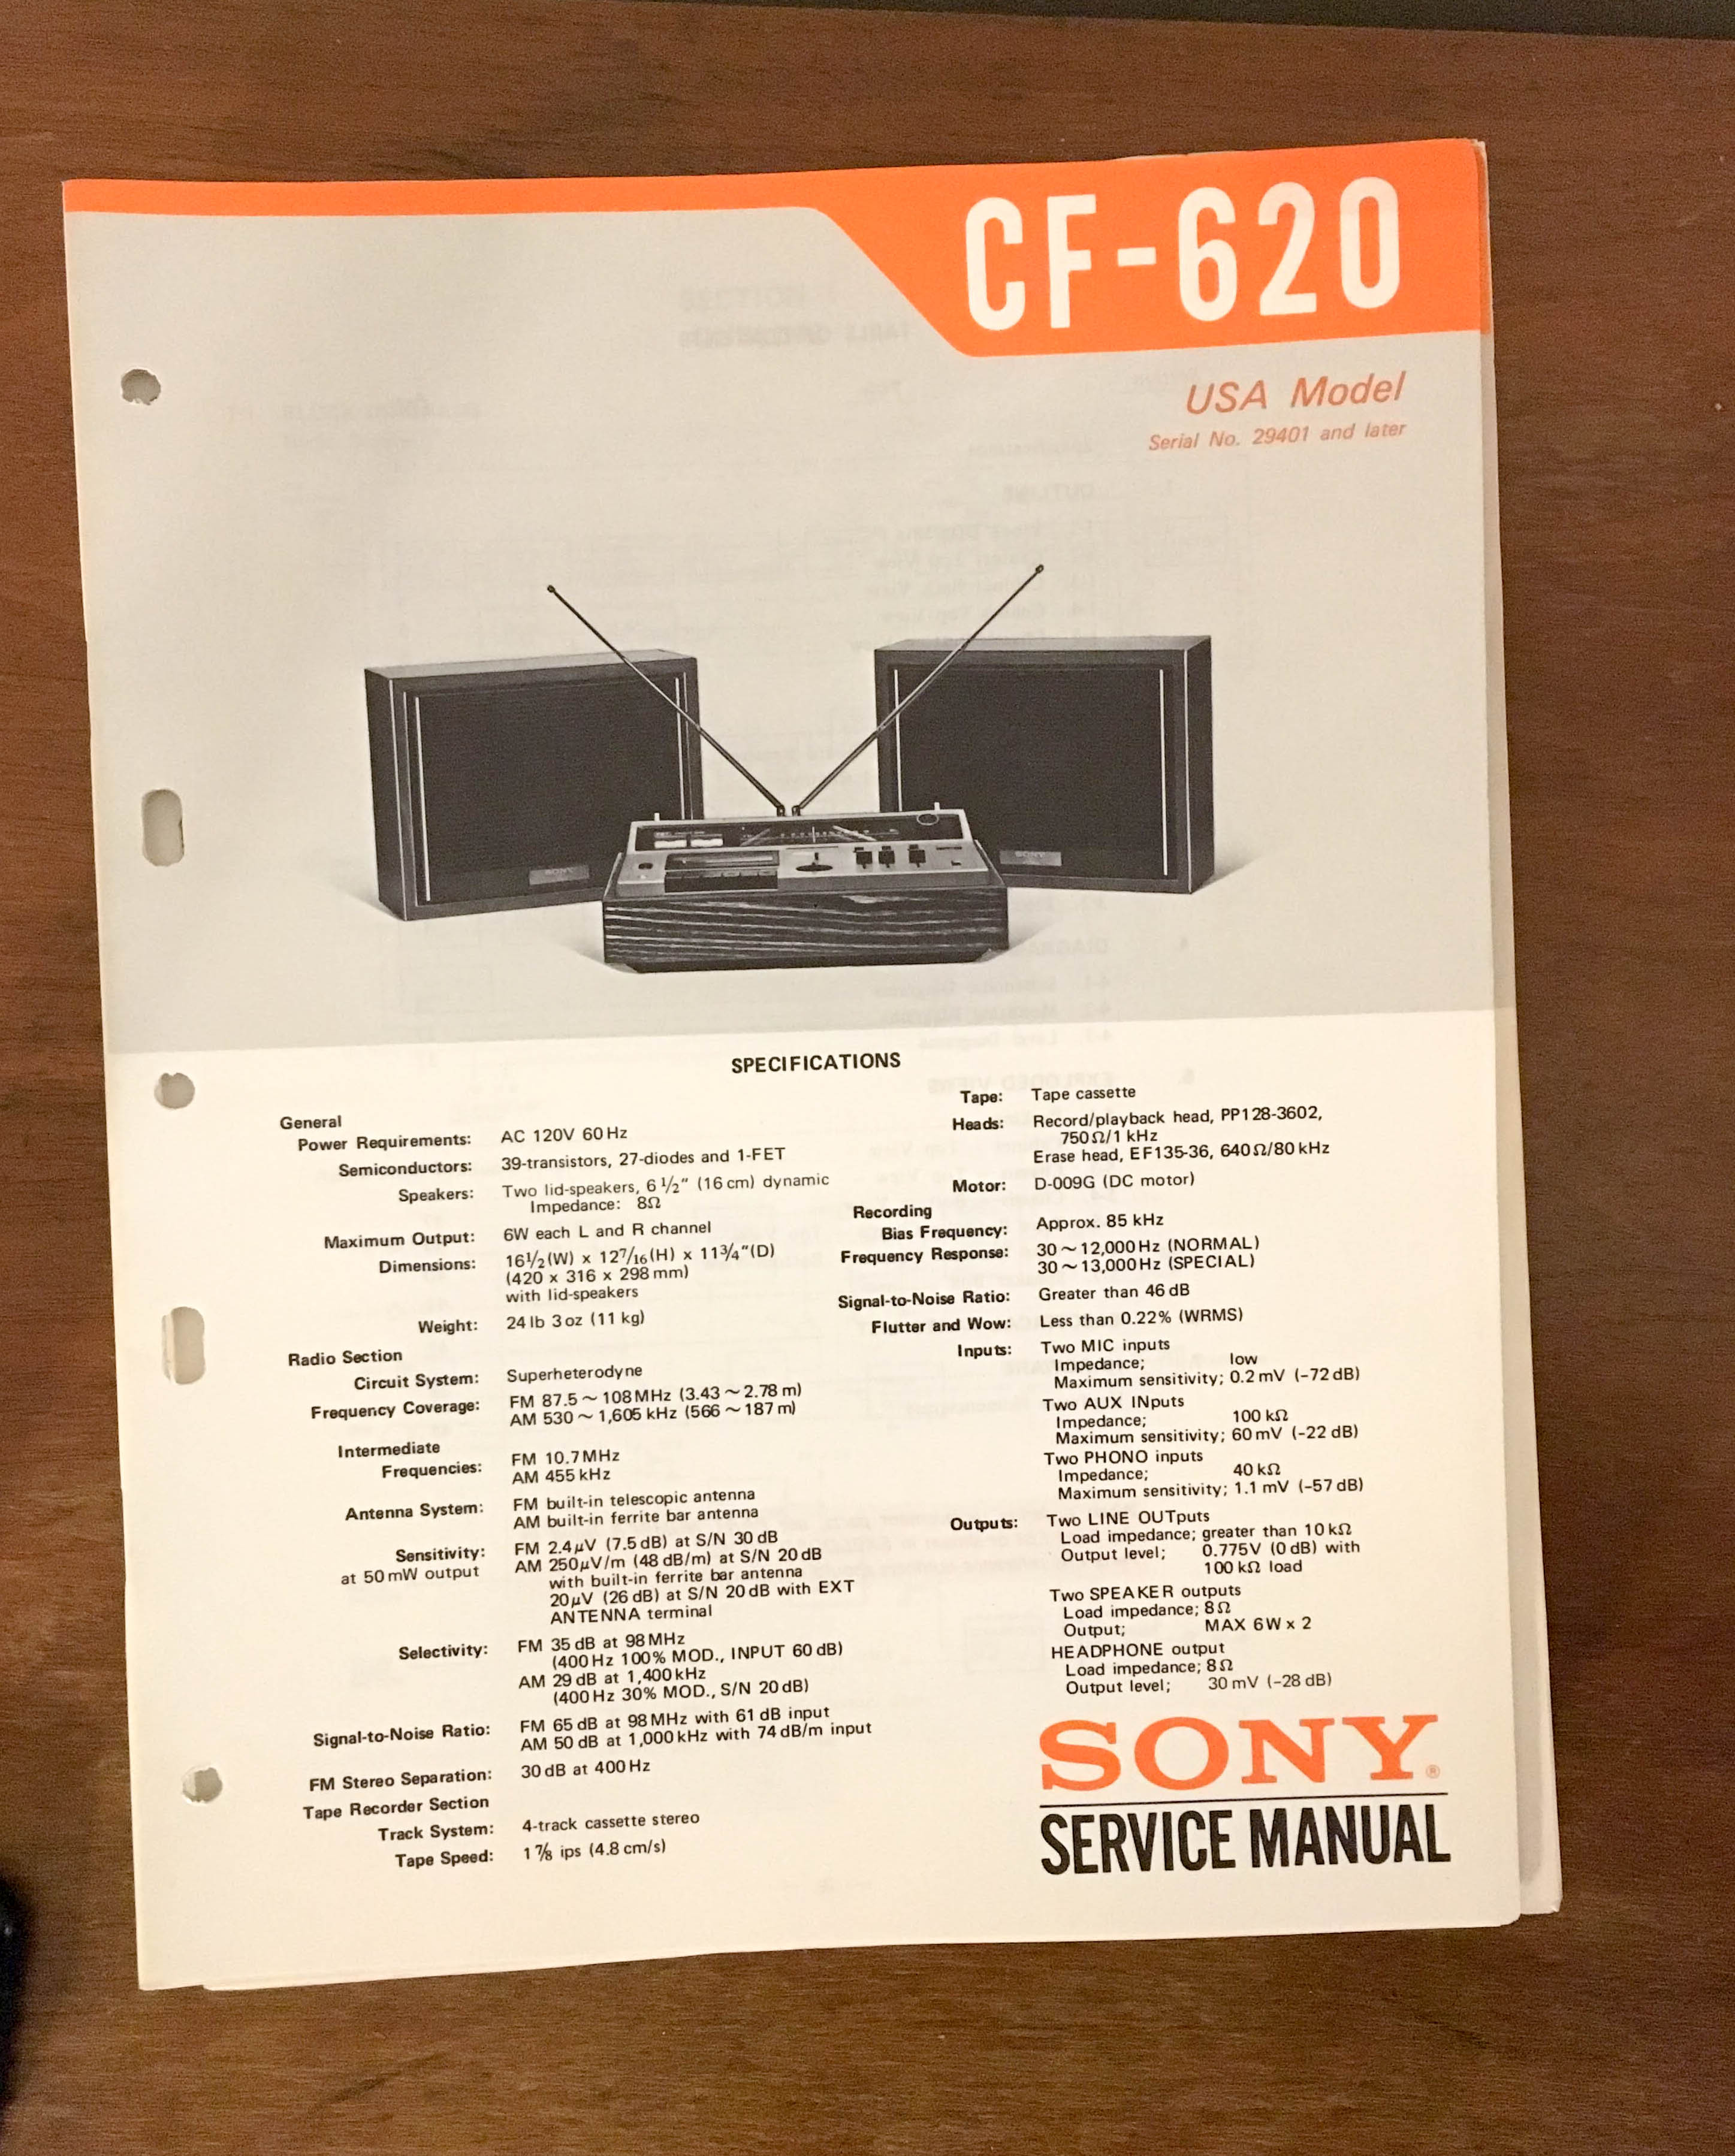 CF-620
USA Model
Serial No. 29401 and later
SONY
SONY
SPECIFICATIONS
General
Power Requirements: AC 120V 60 Hz
Semiconductors: 39-transistors, 27-diodes and 1-FET
Speakers: Two lid-speakers, 6 1/2" (16 cm) dynamic
Impedance: 8Ω
Maximum Output: 6W each L and R channel
Dimensions: 16 1/2 (W) x 12 7/16 (H) x 11 3/4" (D)
(420 x 316 x 298 mm)
with lid-speakers
Weight: 24 lb 3 oz (11 kg)
Radio Section
Circuit System: Superheterodyne
Frequency Coverage: FM 87.5 ~ 108 MHz (3.43 ~ 2.78 m)
AM 530 ~ 1,605 kHz (566 ~ 187 m)
Intermediate
Frequencies: FM 10.7 MHz
AM 455 kHz
Antenna System: FM built-in telescopic antenna
AM built-in ferrite bar antenna
Sensitivity: FM 2.4 μV (7.5 dB) at S/N 30 dB
at 50 mW output AM 250 μV/m (48 dB/m) at S/N 20 dB
with built-in ferrite bar antenna
20 μV (26 dB) at S/N 20 dB with EXT
ANTENNA terminal
Selectivity: FM 35 dB at 98 MHz
(400 Hz 100% MOD., INPUT 60 dB)
AM 29 dB at 1,400 kHz
(400 Hz 30% MOD., S/N 20 dB)
Signal-to-Noise Ratio: FM 65 dB at 98 MHz with 61 dB input
AM 50 dB at 1,000 kHz with 74 dB/m input
FM Stereo Separation: 30 dB at 400 Hz
Tape Recorder Section
Track System: 4-track cassette stereo
Tape Speed: 1 7/8 ips (4.8 cm/s)
Tape: Tape cassette
Heads: Record/playback head, PP128-3602,
750 Ω/1 kHz
Erase head, EF135-36, 640 Ω/80 kHz
Motor: D-009G (DC motor)
Recording
Bias Frequency: Approx. 85 kHz
Frequency Response: 30 ~ 12,000 Hz (NORMAL)
30 ~ 13,000 Hz (SPECIAL)
Signal-to-Noise Ratio: Greater than 46 dB
Flutter and Wow: Less than 0.22% (WRMS)
Inputs: Two MIC inputs
Impedance; low
Maximum sensitivity; 0.2 mV (-72 dB)
Two AUX INputs
Impedance; 100 kΩ
Maximum sensitivity; 60 mV (-22 dB)
Two PHONO inputs
Impedance; 40 kΩ
Maximum sensitivity; 1.1 mV (-57 dB)
Outputs: Two LINE OUTputs
Load impedance; greater than 10 kΩ
Output level; 0.775V (0 dB) with
100 kΩ load
Two SPEAKER outputs
Load impedance; 8 Ω
Output; MAX 6W x 2
HEADPHONE output
Load impedance; 8 Ω
Output level; 30 mV (-28 dB)
SONY®
SERVICE MANUAL